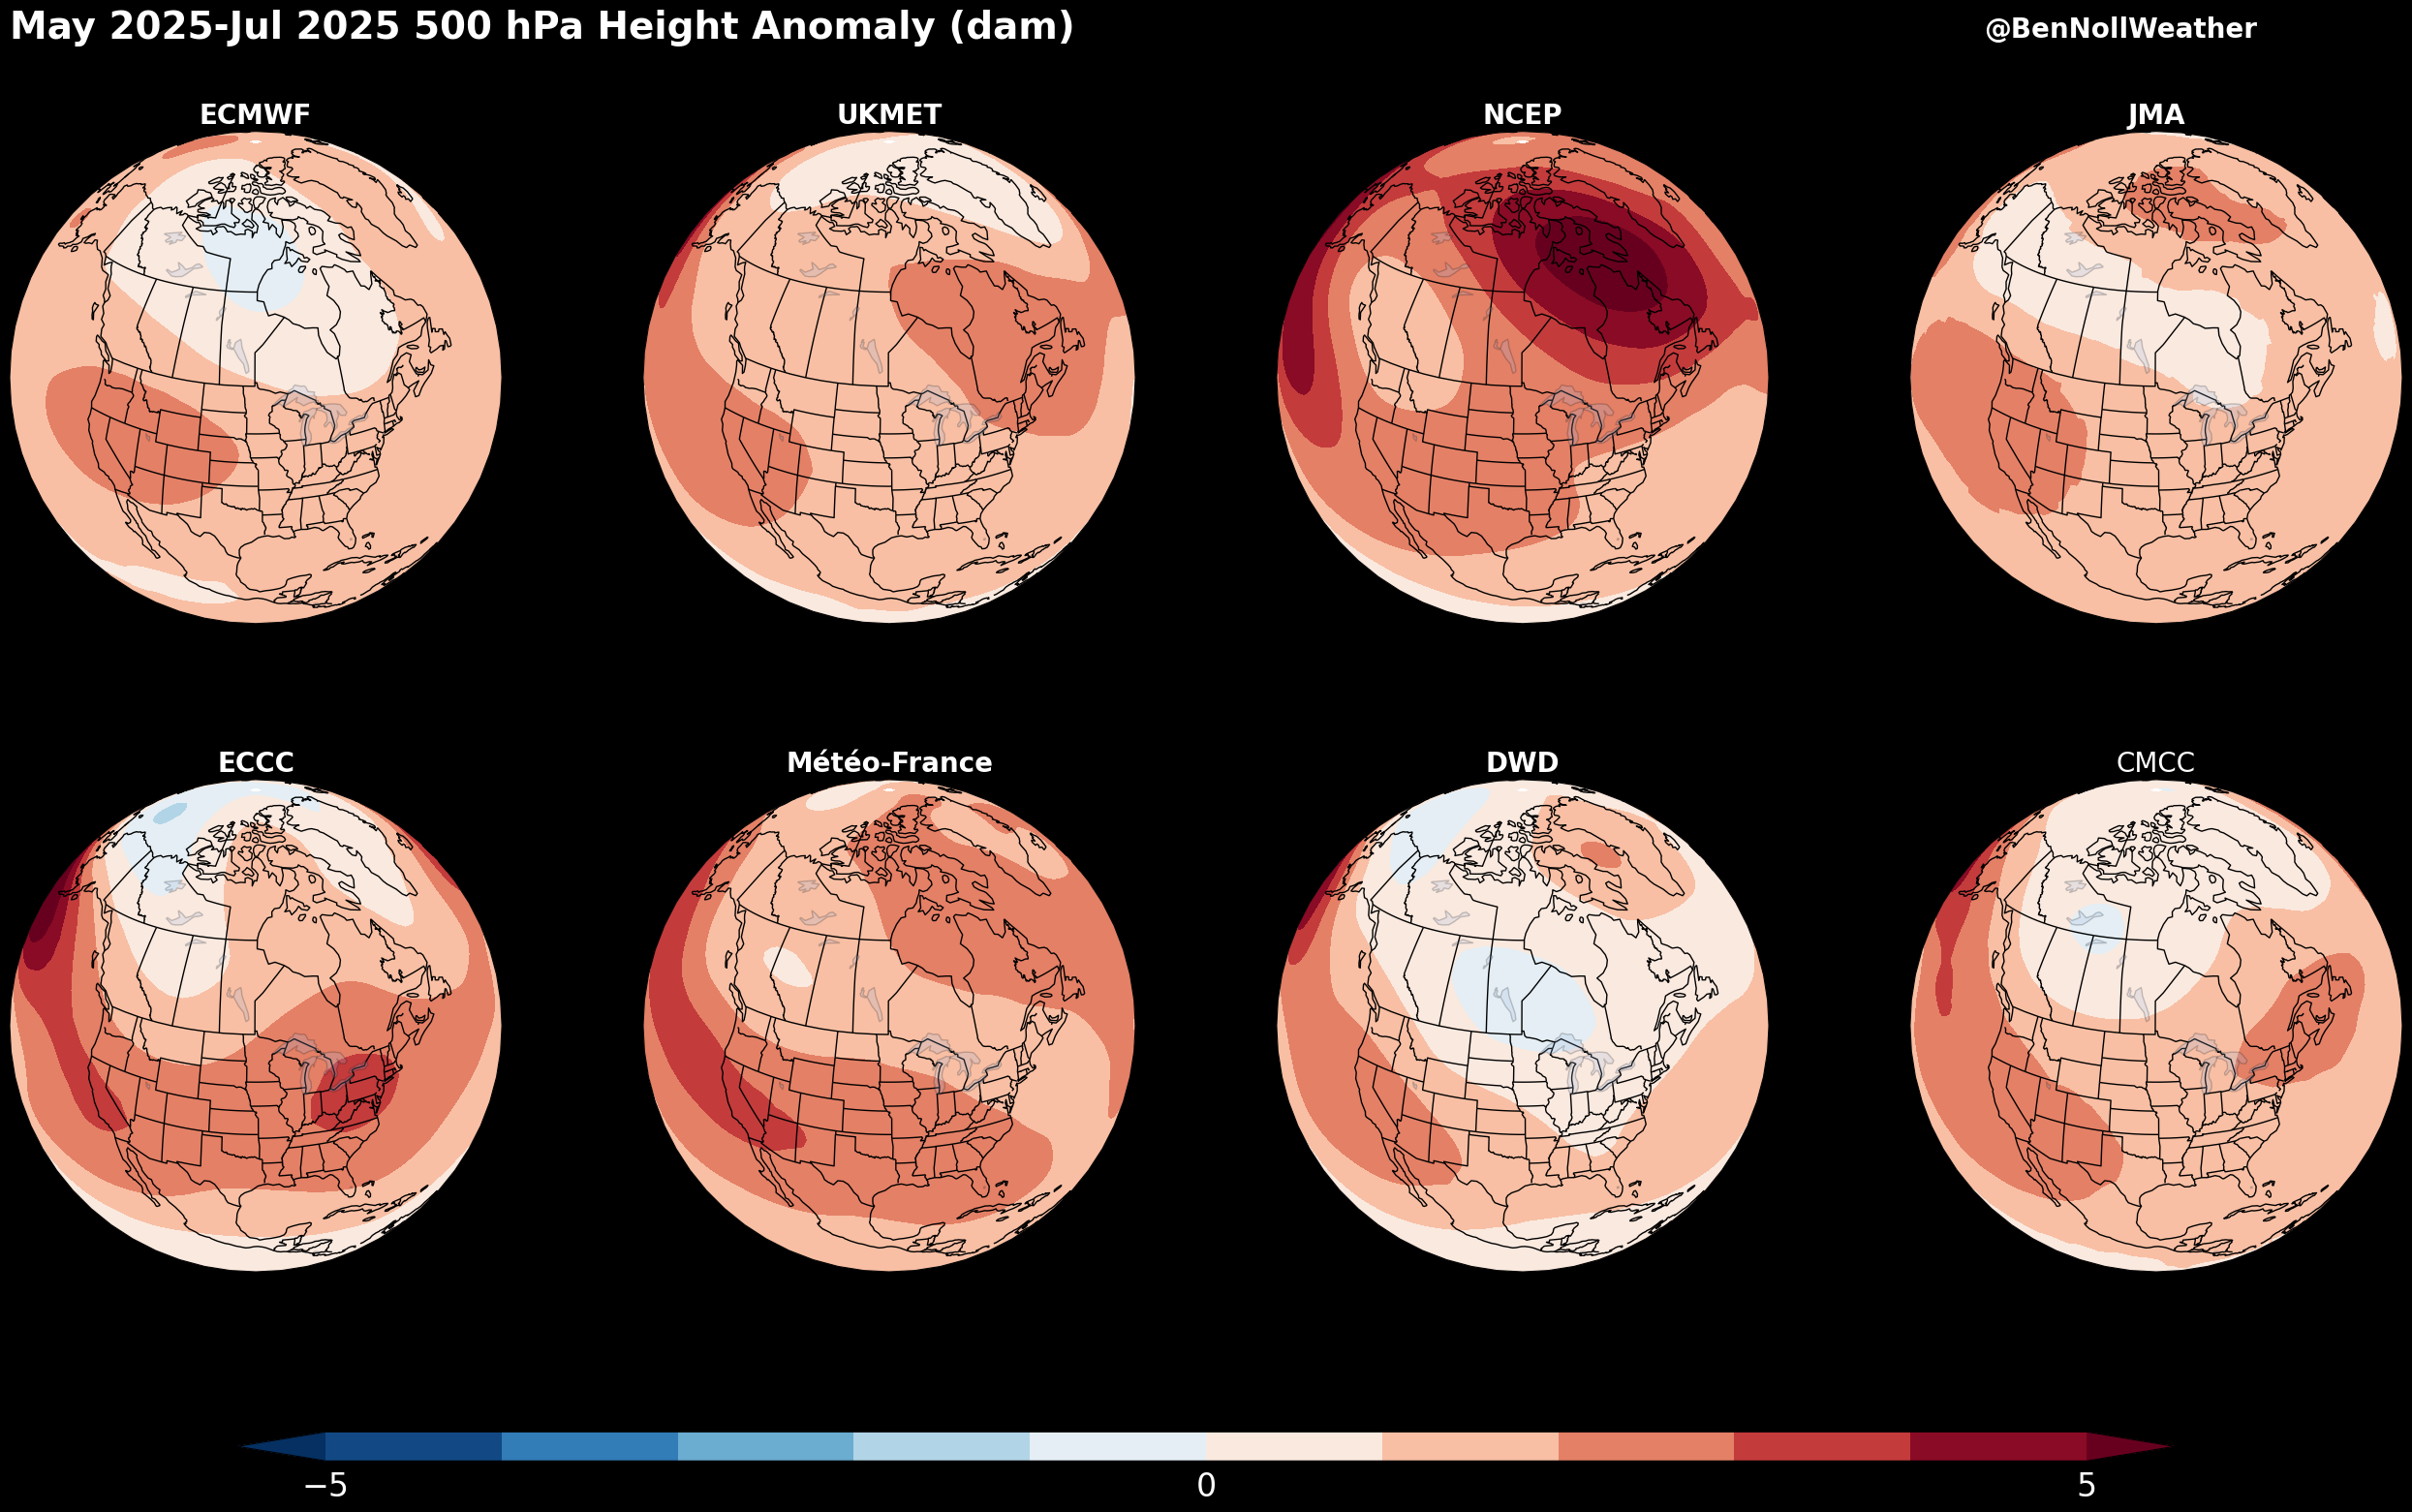 May 2025-Jul 2025 500 hPa Height Anomaly (dam)
@BenNollWeather
ECMWF
UKMET
NCEP
JMA
ECCC
Météo-France
DWD
CMCC
−5
0
5